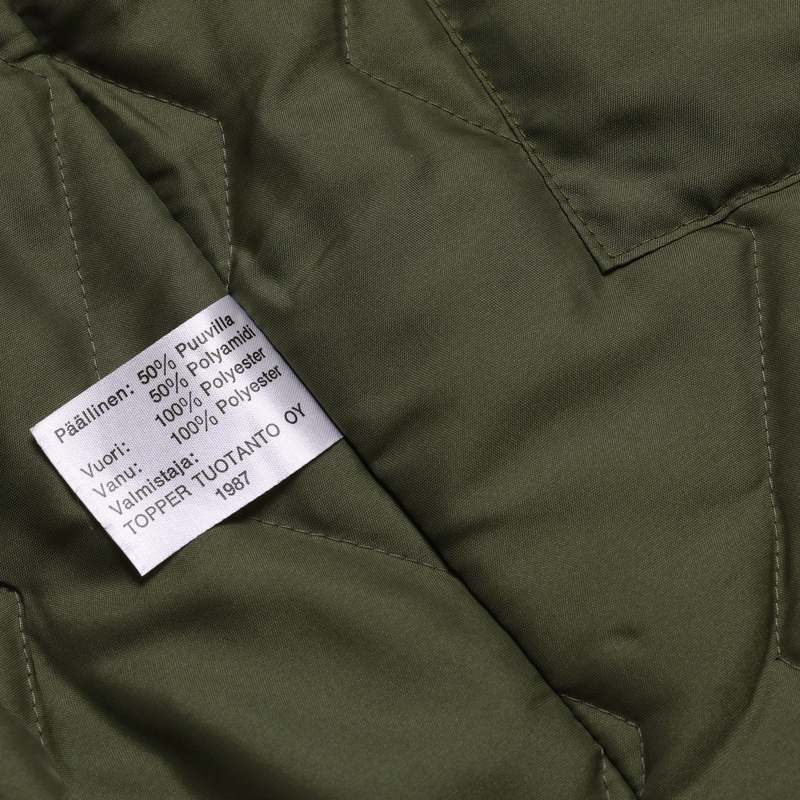 Päällinen: 50% Puuvilla
50% Polyamidi
Vuori: 100% Polyester
Vanu: 100% Polyester
Valmistaja:
TOPPER TUOTANTO OY
1987